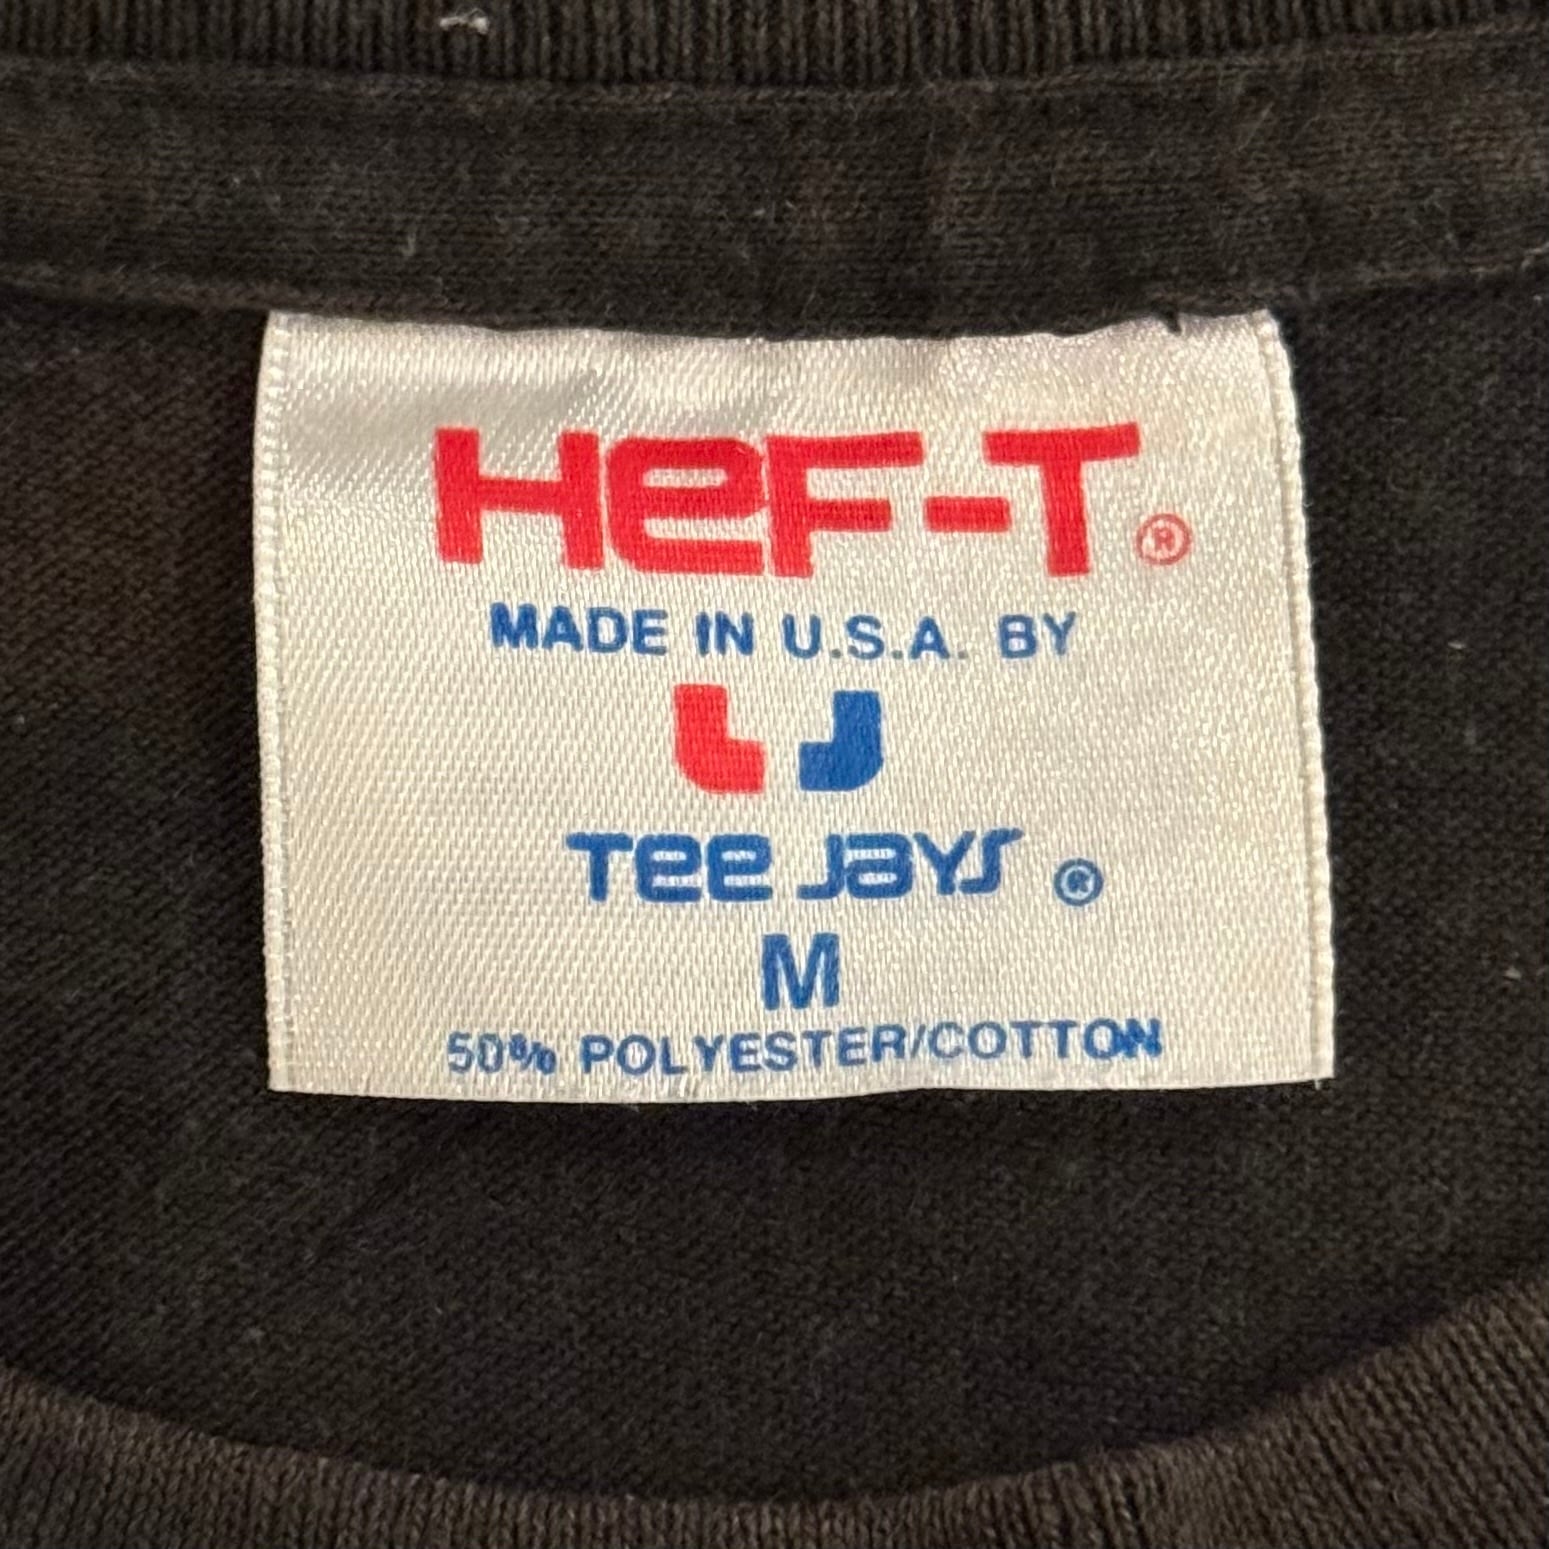 HeF-T®
MADE IN U.S.A. BY
TEE JAYS ®
M
50% POLYESTER/COTTON